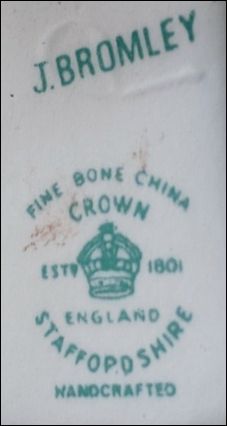 J. BROMLEY
FINE BONE CHINA
CROWN
ESTD 1801
ENGLAND
STAFFORDSHIRE
HANDCRAFTED